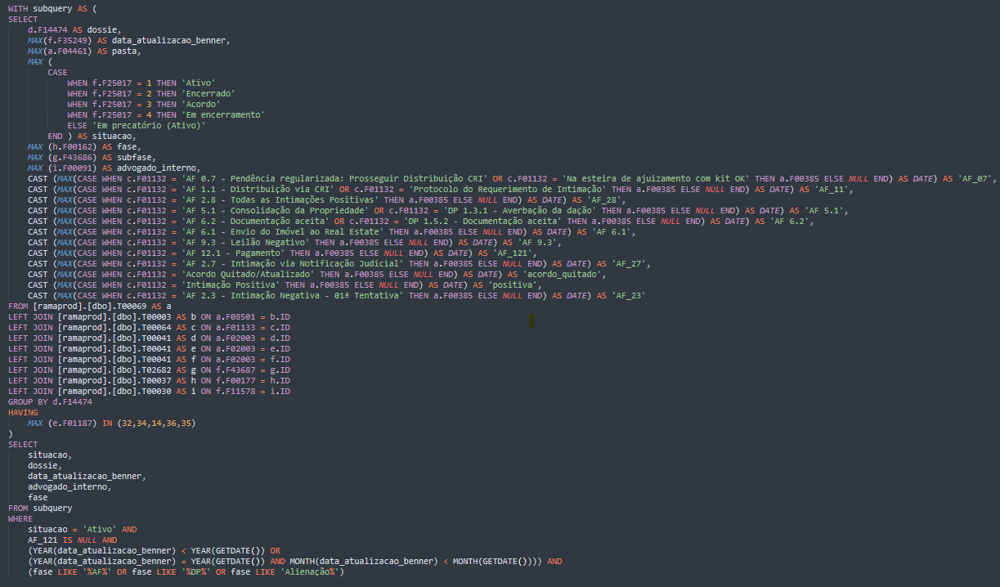 WITH subquery AS (
SELECT
    d.F14474 AS dossie,
    MAX(f.F35249) AS data_atualizacao_benner,
    MAX(a.F04461) AS pasta,
    MAX (
        CASE
            WHEN f.F25017 = 1 THEN 'Ativo'
            WHEN f.F25017 = 2 THEN 'Encerrado'
            WHEN f.F25017 = 3 THEN 'Acordo'
            WHEN f.F25017 = 4 THEN 'Em encerramento'
            ELSE 'Em precatório (Ativo)'
        END ) AS situacao,
    MAX (h.F00162) AS fase,
    MAX (g.F43686) AS subfase,
    MAX (i.F00091) AS advogado_interno,
    CAST (MAX(CASE WHEN c.F01132 = 'AF 0.7 - Pendência regularizada: Prosseguir Distribuição CRI' OR c.F01132 = 'Na esteira de ajuizamento com kit OK' THEN a.F00385 ELSE NULL END) AS DATE) AS 'AF_07',
    CAST (MAX(CASE WHEN c.F01132 = 'AF 1.1 - Distribuição via CRI' OR c.F01132 = 'Protocolo do Requerimento de Intimação' THEN a.F00385 ELSE NULL END) AS DATE) AS 'AF_11',
    CAST (MAX(CASE WHEN c.F01132 = 'AF 2.8 - Todas as Intimações Positivas' THEN a.F00385 ELSE NULL END) AS DATE) AS 'AF_28',
    CAST (MAX(CASE WHEN c.F01132 = 'AF 5.1 - Consolidação da Propriedade' OR c.F01132 = 'DP 1.3.1 - Averbação da dação' THEN a.F00385 ELSE NULL END) AS DATE) AS 'AF 5.1',
    CAST (MAX(CASE WHEN c.F01132 = 'AF 6.2 - Documentação aceita' OR c.F01132 = 'DP 1.5.2 - Documentação aceita' THEN a.F00385 ELSE NULL END) AS DATE) AS 'AF 6.2',
    CAST (MAX(CASE WHEN c.F01132 = 'AF 6.1 - Envio do Imóvel ao Real Estate' THEN a.F00385 ELSE NULL END) AS DATE) AS 'AF 6.1',
    CAST (MAX(CASE WHEN c.F01132 = 'AF 9.3 - Leilão Negativo' THEN a.F00385 ELSE NULL END) AS DATE) AS 'AF 9.3',
    CAST (MAX(CASE WHEN c.F01132 = 'AF 12.1 - Pagamento' THEN a.F00385 ELSE NULL END) AS DATE) AS 'AF_121',
    CAST (MAX(CASE WHEN c.F01132 = 'AF 2.7 - Intimação via Notificação Judicial' THEN a.F00385 ELSE NULL END) AS DATE) AS 'AF_27',
    CAST (MAX(CASE WHEN c.F01132 = 'Acordo Quitado/Atualizado' THEN a.F00385 ELSE NULL END) AS DATE) AS 'acordo_quitado',
    CAST (MAX(CASE WHEN c.F01132 = 'Intimação Positiva' THEN a.F00385 ELSE NULL END) AS DATE) AS 'positiva',
    CAST (MAX(CASE WHEN c.F01132 = 'AF 2.3 - Intimação Negativa - 01ª Tentativa' THEN a.F00385 ELSE NULL END) AS DATE) AS 'AF_23'
FROM [ramaprod].[dbo].T00069 AS a
LEFT JOIN [ramaprod].[dbo].T00003 AS b ON a.F08501 = b.ID
LEFT JOIN [ramaprod].[dbo].T00064 AS c ON a.F01133 = c.ID
LEFT JOIN [ramaprod].[dbo].T00041 AS d ON a.F02003 = d.ID
LEFT JOIN [ramaprod].[dbo].T00041 AS e ON a.F02003 = e.ID
LEFT JOIN [ramaprod].[dbo].T00041 AS f ON a.F02003 = f.ID
LEFT JOIN [ramaprod].[dbo].T02682 AS g ON f.F43687 = g.ID
LEFT JOIN [ramaprod].[dbo].T00037 AS h ON f.F00177 = h.ID
LEFT JOIN [ramaprod].[dbo].T00030 AS i ON f.F11578 = i.ID
GROUP BY d.F14474
HAVING
    MAX (e.F01187) IN (32,34,14,36,35)
)
SELECT
    situacao,
    dossie,
    data_atualizacao_benner,
    advogado_interno,
    fase
FROM subquery
WHERE
    situacao = 'Ativo' AND
    AF_121 IS NULL AND
    (YEAR(data_atualizacao_benner) < YEAR(GETDATE()) OR
    (YEAR(data_atualizacao_benner) = YEAR(GETDATE()) AND MONTH(data_atualizacao_benner) < MONTH(GETDATE()))) AND
    (fase LIKE '%AF%' OR fase LIKE '%DP%' OR fase LIKE 'Alienação%')